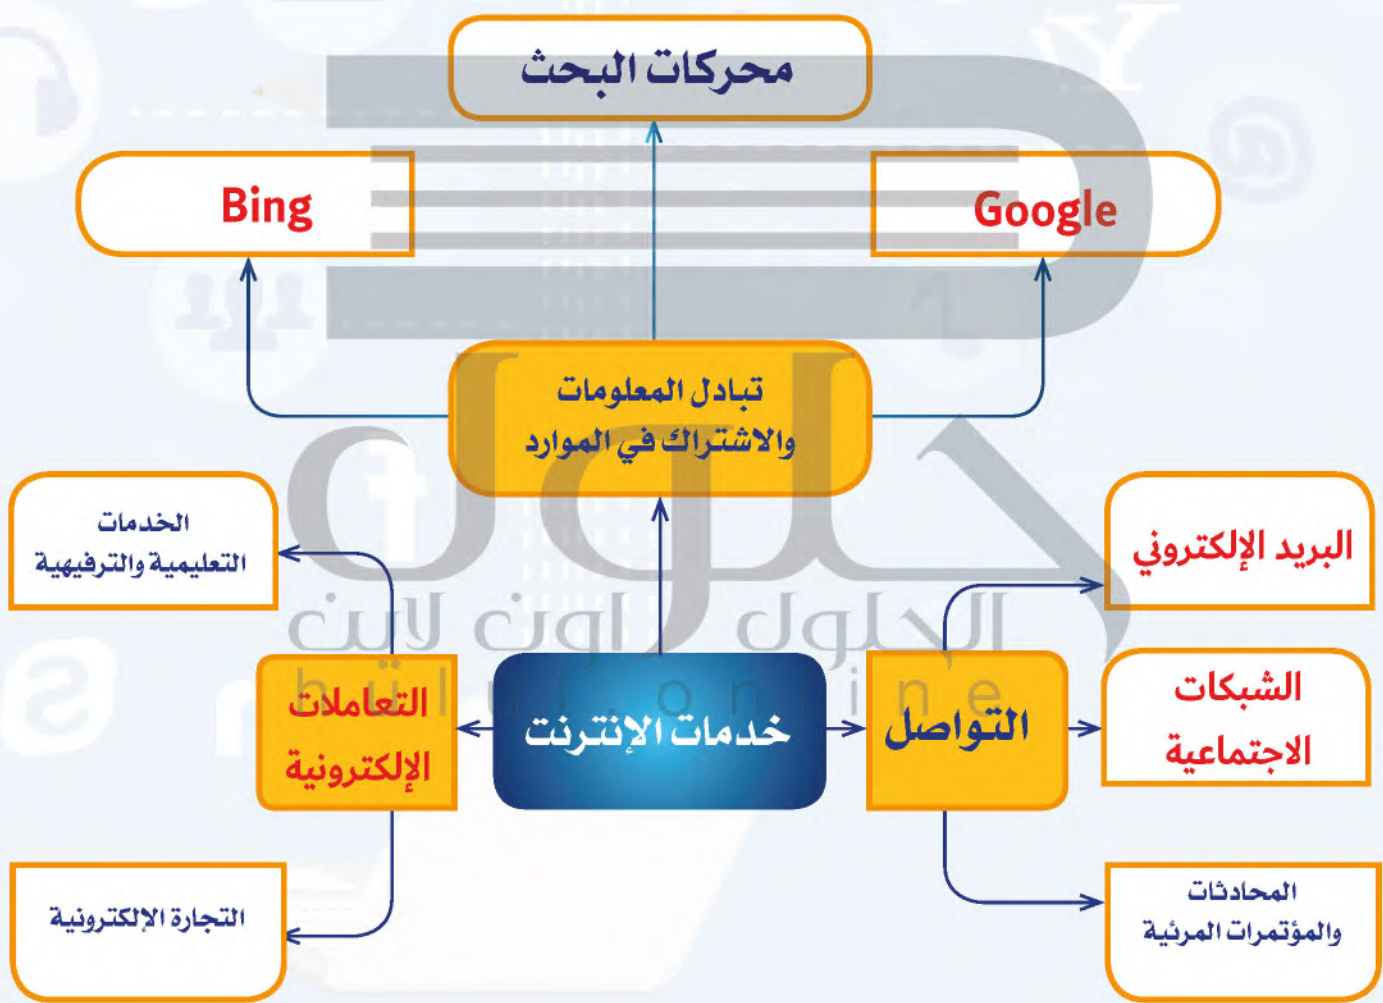 محركات البحث
Google
Bing
تبادل المعلومات
والاشتراك في الموارد
البريد الإلكتروني
الخدمات
التعليمية والترفيهية
حلول
الحلول اون لاين
hulul.online
الشبكات
الاجتماعية
التواصل
خدمات الإنترنت
التعاملات
الإلكترونية
المحادثات
والمؤتمرات المرئية
التجارة الإلكترونية